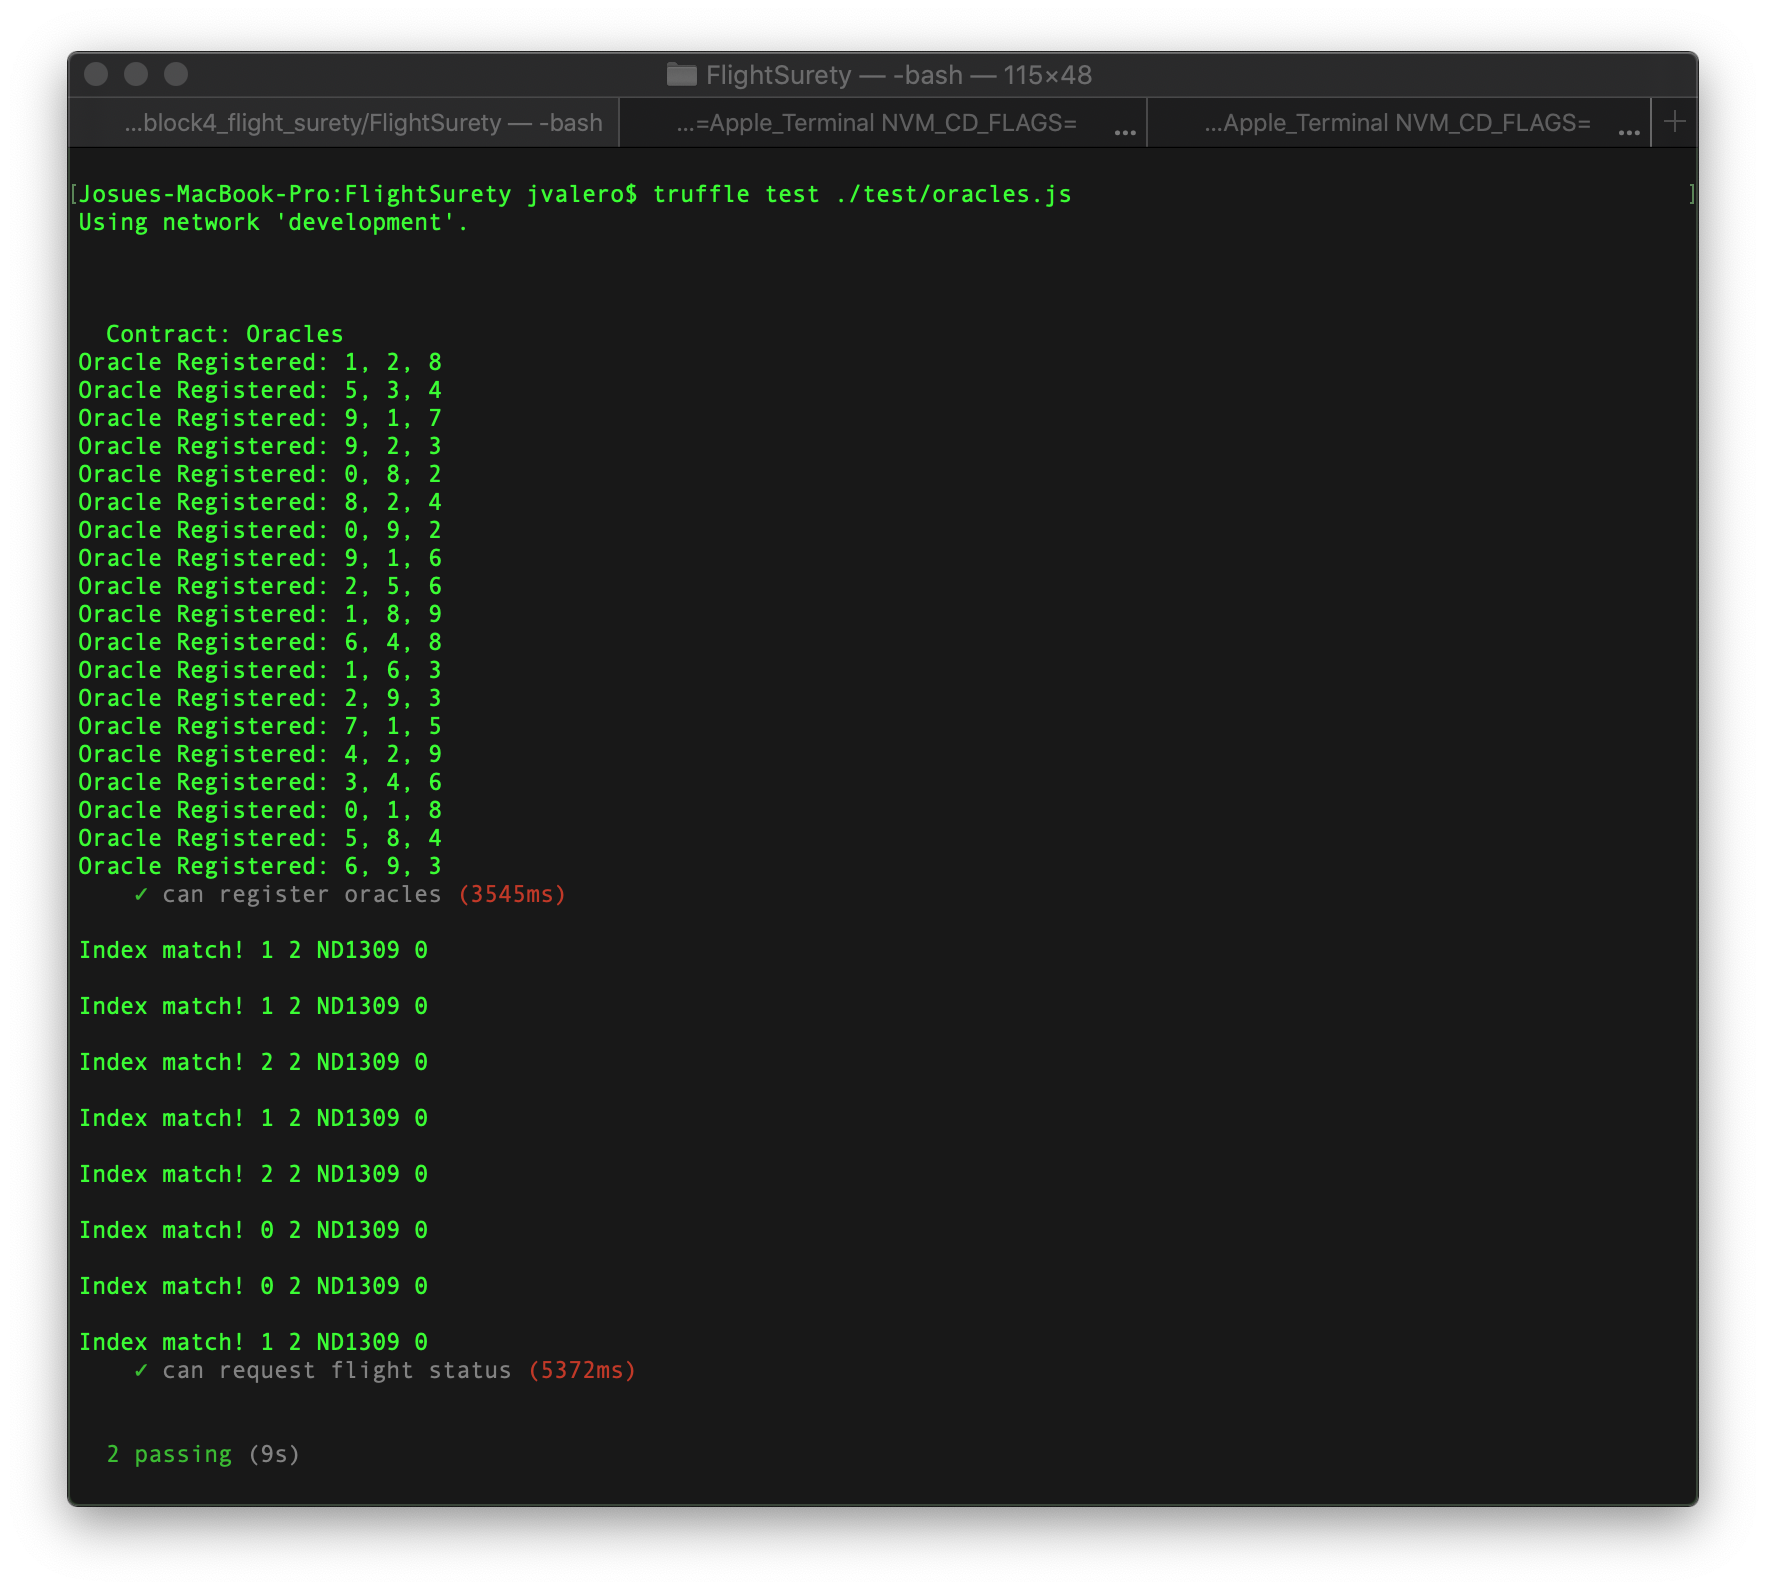 FlightSurety — -bash — 115×48
...block4_flight_surety/FlightSurety — -bash
...=Apple_Terminal NVM_CD_FLAGS= ...
...Apple_Terminal NVM_CD_FLAGS= ... +
[Josues-MacBook-Pro:FlightSurety jvalero$ truffle test ./test/oracles.js ]
Using network 'development'.
Contract: Oracles
Oracle Registered: 1, 2, 8
Oracle Registered: 5, 3, 4
Oracle Registered: 9, 1, 7
Oracle Registered: 9, 2, 3
Oracle Registered: 0, 8, 2
Oracle Registered: 8, 2, 4
Oracle Registered: 0, 9, 2
Oracle Registered: 9, 1, 6
Oracle Registered: 2, 5, 6
Oracle Registered: 1, 8, 9
Oracle Registered: 6, 4, 8
Oracle Registered: 1, 6, 3
Oracle Registered: 2, 9, 3
Oracle Registered: 7, 1, 5
Oracle Registered: 4, 2, 9
Oracle Registered: 3, 4, 6
Oracle Registered: 0, 1, 8
Oracle Registered: 5, 8, 4
Oracle Registered: 6, 9, 3
✓ can register oracles (3545ms)
Index match! 1 2 ND1309 0
Index match! 1 2 ND1309 0
Index match! 2 2 ND1309 0
Index match! 1 2 ND1309 0
Index match! 2 2 ND1309 0
Index match! 0 2 ND1309 0
Index match! 0 2 ND1309 0
Index match! 1 2 ND1309 0
✓ can request flight status (5372ms)
2 passing (9s)